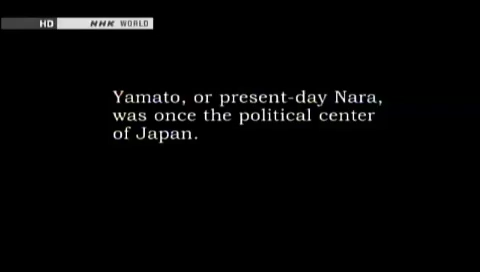 HD NHK WORLD
Yamato, or present-day Nara,
was once the political center
of Japan.